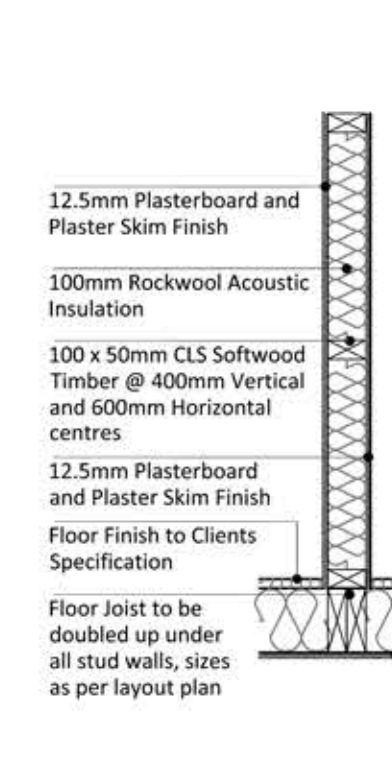 12.5mm Plasterboard and
Plaster Skim Finish
100mm Rockwool Acoustic
Insulation
100 x 50mm CLS Softwood
Timber @ 400mm Vertical
and 600mm Horizontal
centres
12.5mm Plasterboard
and Plaster Skim Finish
Floor Finish to Clients
Specification
Floor Joist to be
doubled up under
all stud walls, sizes
as per layout plan